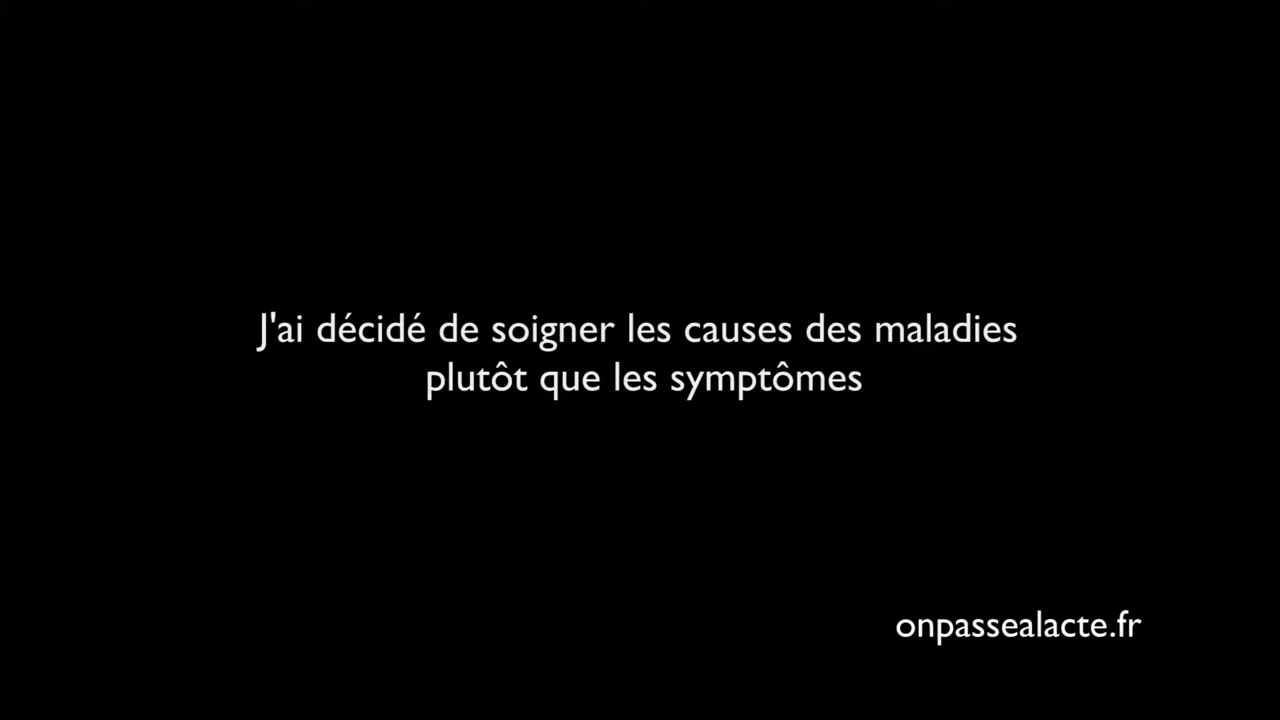 J'ai décidé de soigner les causes des maladies
plutôt que les symptômes
onpassealacte.fr